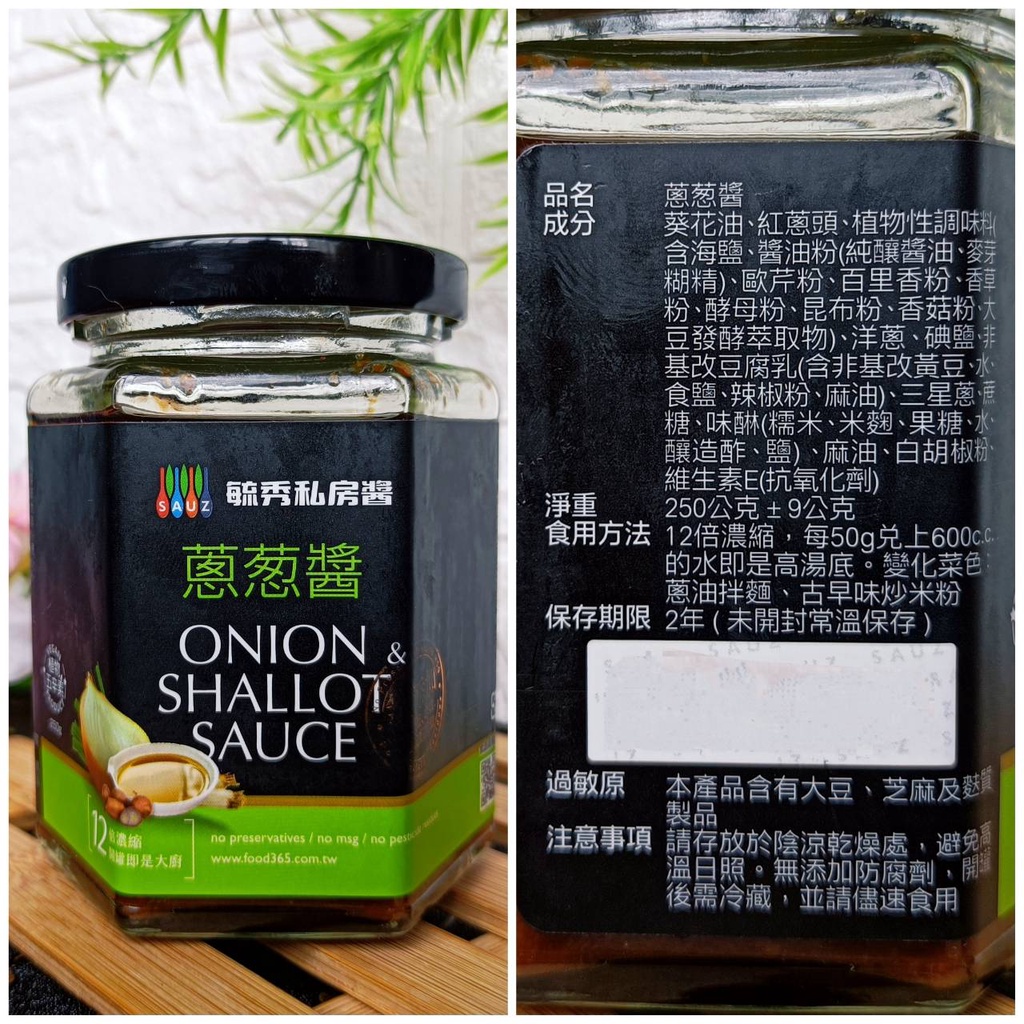 SAUZ
毓秀私房醬
蔥葱醬
ONION &
SHALLOT
SAUCE
12倍濃縮
即是大廚
no preservatives / no msg / no pesticide
www.food365.com.tw
品名 蔥葱醬
成分 葵花油、紅蔥頭、植物性調味料(
含海鹽、醬油粉(純釀醬油、麥芽
糊精)、歐芹粉、百里香粉、香草
粉、酵母粉、昆布粉、香菇粉、大
豆發酵萃取物)、洋蔥、碘鹽、非
基改豆腐乳(含非基改黃豆、水、
食鹽、辣椒粉、麻油)、三星蔥、蔗
糖、味醂(糯米、米麴、果糖、水、
釀造酢、鹽)、麻油、白胡椒粉、
維生素E(抗氧化劑)
淨重 250公克 ± 9公克
食用方法 12倍濃縮，每50g兑上600c.c.
的水即是高湯底。變化菜色：
蔥油拌麵、古早味炒米粉
保存期限 2年 ( 未開封常溫保存 )
過敏原 本產品含有大豆、芝麻及麩質
製品
注意事項 請存放於陰涼乾燥處，避免高
溫日照。無添加防腐劑，開罐
後需冷藏，並請儘速食用